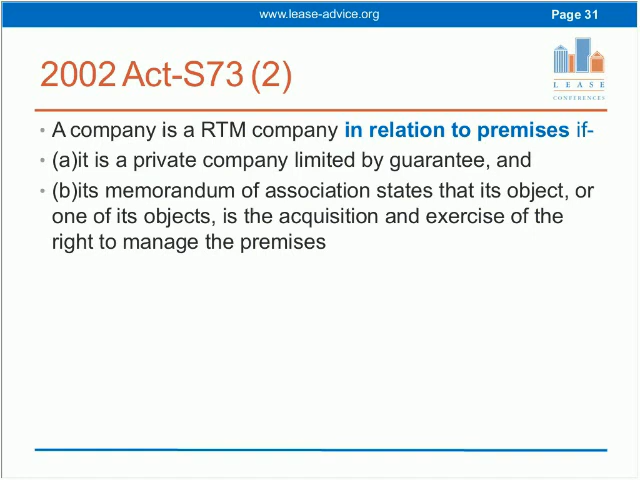 www.lease-advice.org
Page 31
2002 Act-S73 (2)
LEASE
CONFERENCES
• A company is a RTM company in relation to premises if-
• (a)it is a private company limited by guarantee, and
• (b)its memorandum of association states that its object, or
one of its objects, is the acquisition and exercise of the
right to manage the premises